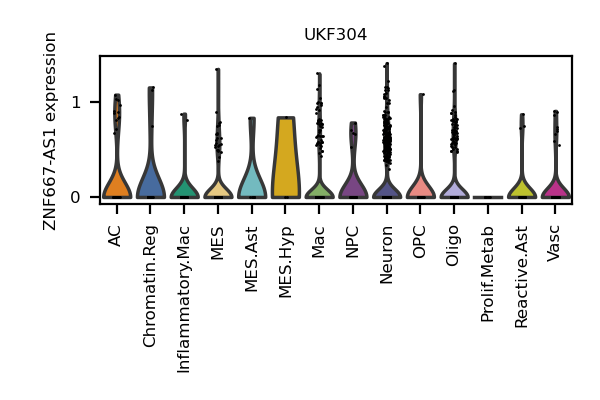 UKF304
ZNF667-AS1 expression
1
0
AC
Chromatin.Reg
Inflammatory.Mac
MES
MES.Ast
MES.Hyp
Mac
NPC
Neuron
OPC
Oligo
Prolif.Metab
Reactive.Ast
Vasc